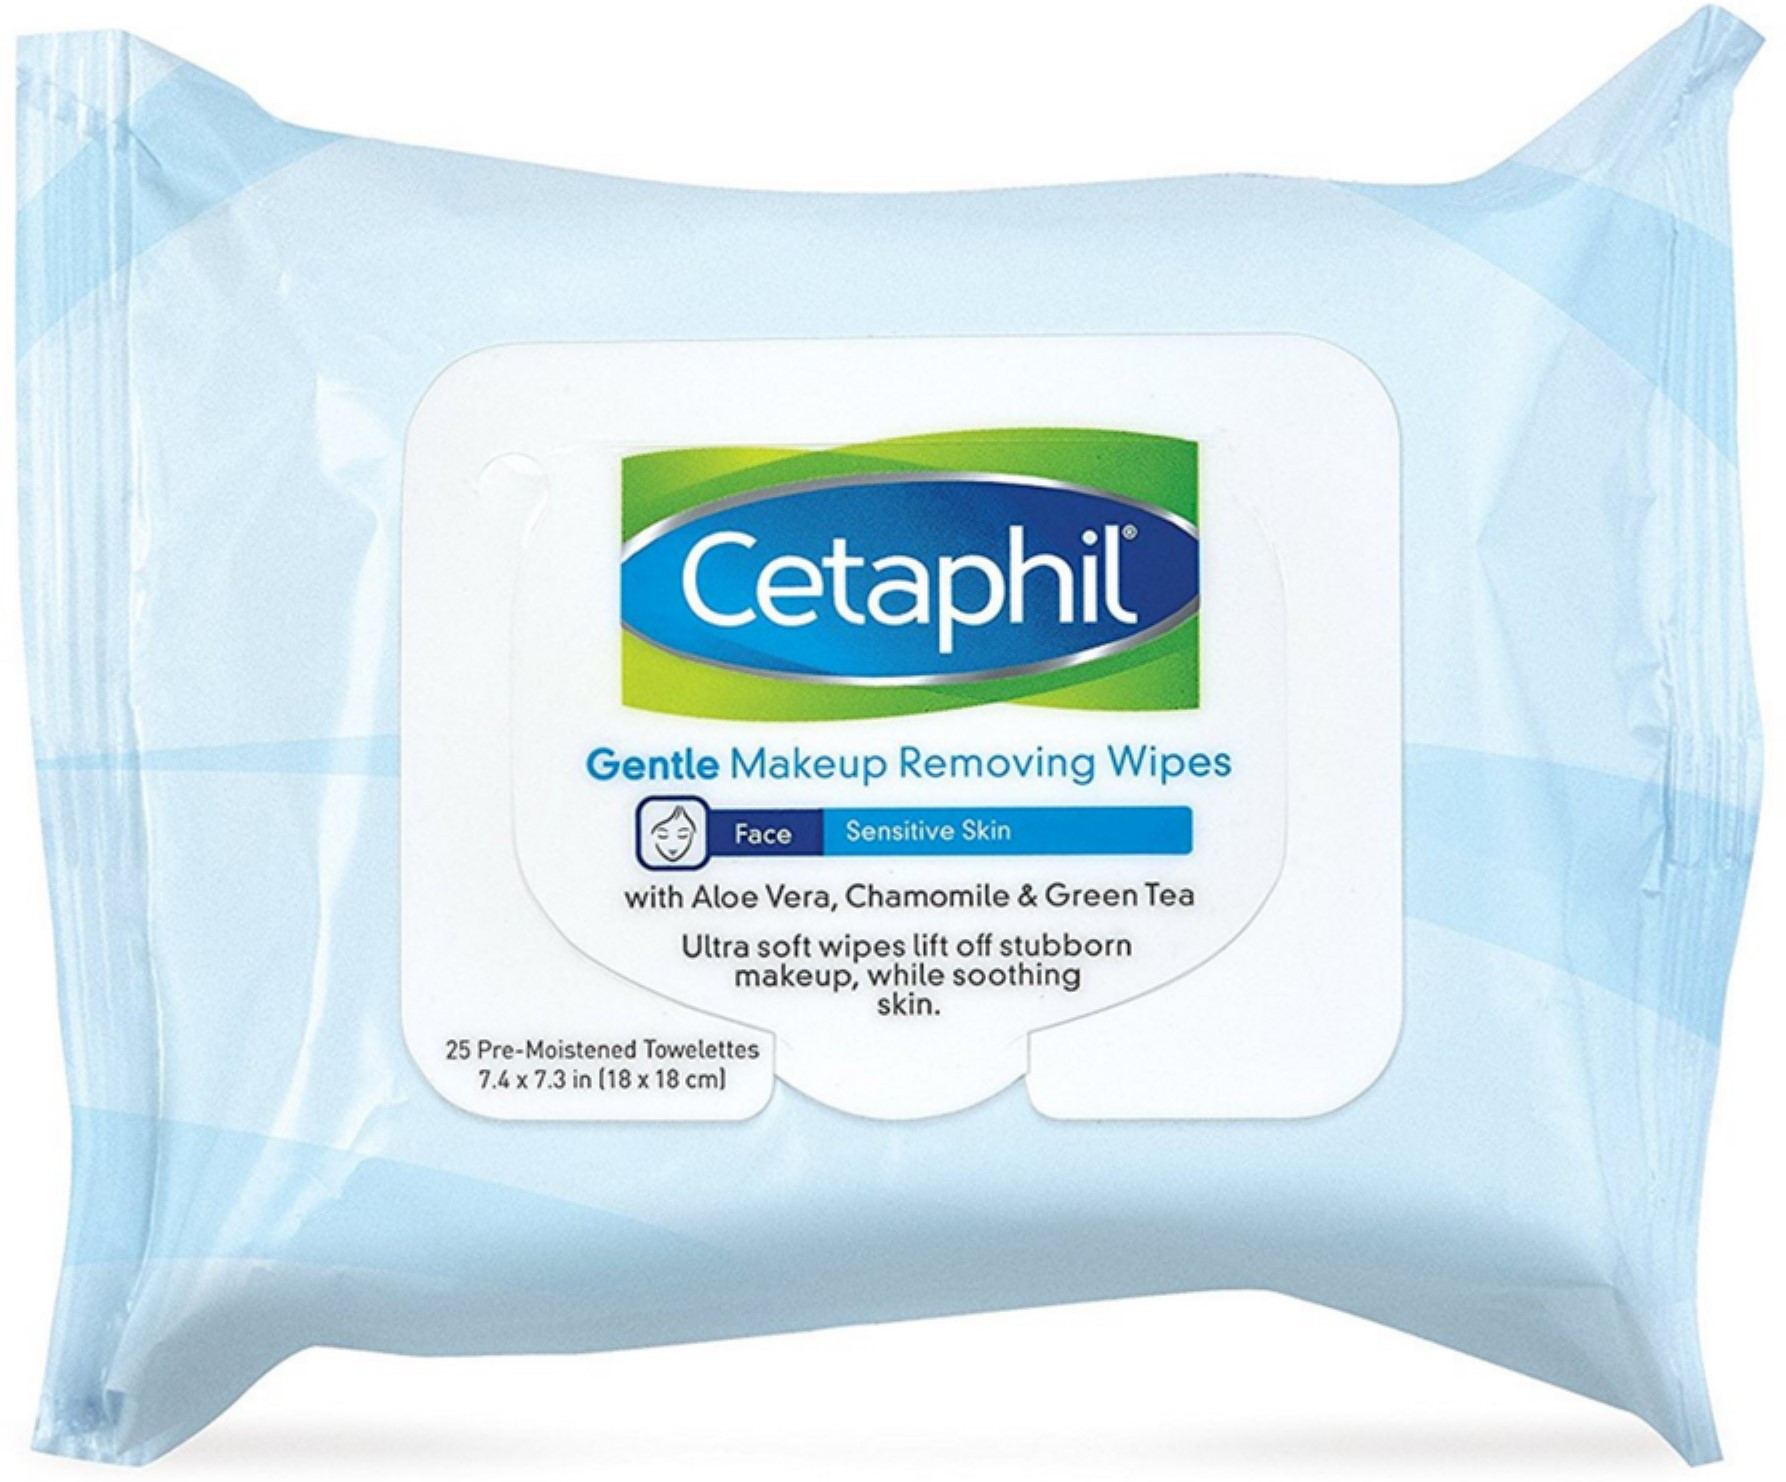 Cetaphil®
Gentle Makeup Removing Wipes
Face Sensitive Skin
with Aloe Vera, Chamomile & Green Tea
Ultra soft wipes lift off stubborn
makeup, while soothing
skin.
25 Pre-Moistened Towelettes
7.4 x 7.3 in (18 x 18 cm)